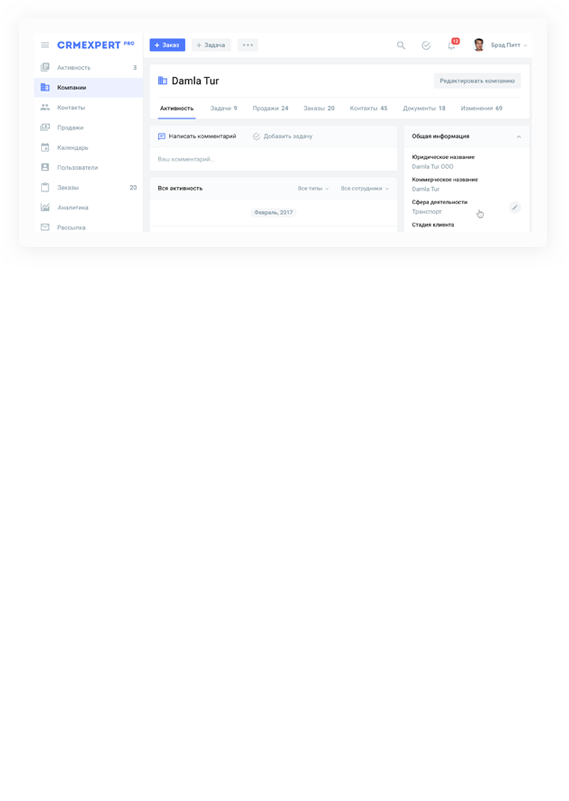 CRMEXPERT PRO
+ Заказ
+ Задача
12
Брэд Питт
Активность 3
Компании
Контакты
Продажи
Календарь
Пользователи
Заказы 20
Аналитика
Рассылка
Damla Tur
Редактировать компанию
Активность Задачи 9 Продажи 24 Заказы 20 Контакты 45 Документы 18 Изменения 69
Написать комментарий Добавить задачу
Ваш комментарий..
Вся активность Все типы Все сотрудника
Февраль, 2017
Общая информация
Юридическое название
Damla Tur ООО
Коммерческое название
Damla Tur
Сфера деятельности
Транспорт
Стадия клиента